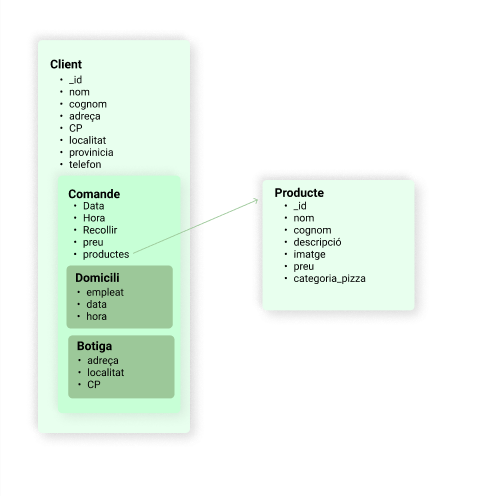 Client
• _id
• nom
• cognom
• adreça
• CP
• localitat
• provinicia
• telefon
Comande
• Data
• Hora
• Recollir
• preu
• productes
Domicili
• empleat
• data
• hora
Botiga
• adreça
• localitat
• CP
Producte
• _id
• nom
• cognom
• descripció
• imatge
• preu
• categoria_pizza